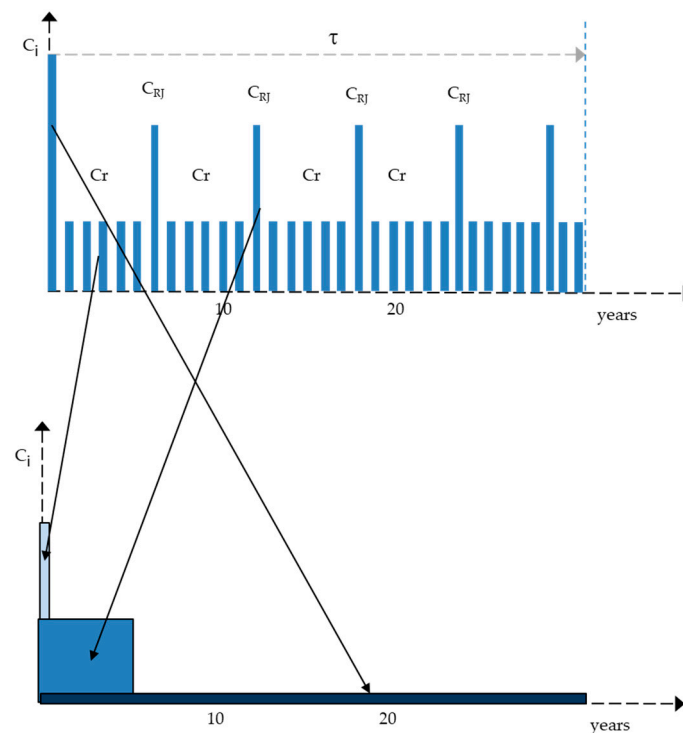 τ
Ci
CRJ CRJ CRJ CRJ
Cr Cr Cr Cr
10 20
years
Ci
10 20
years